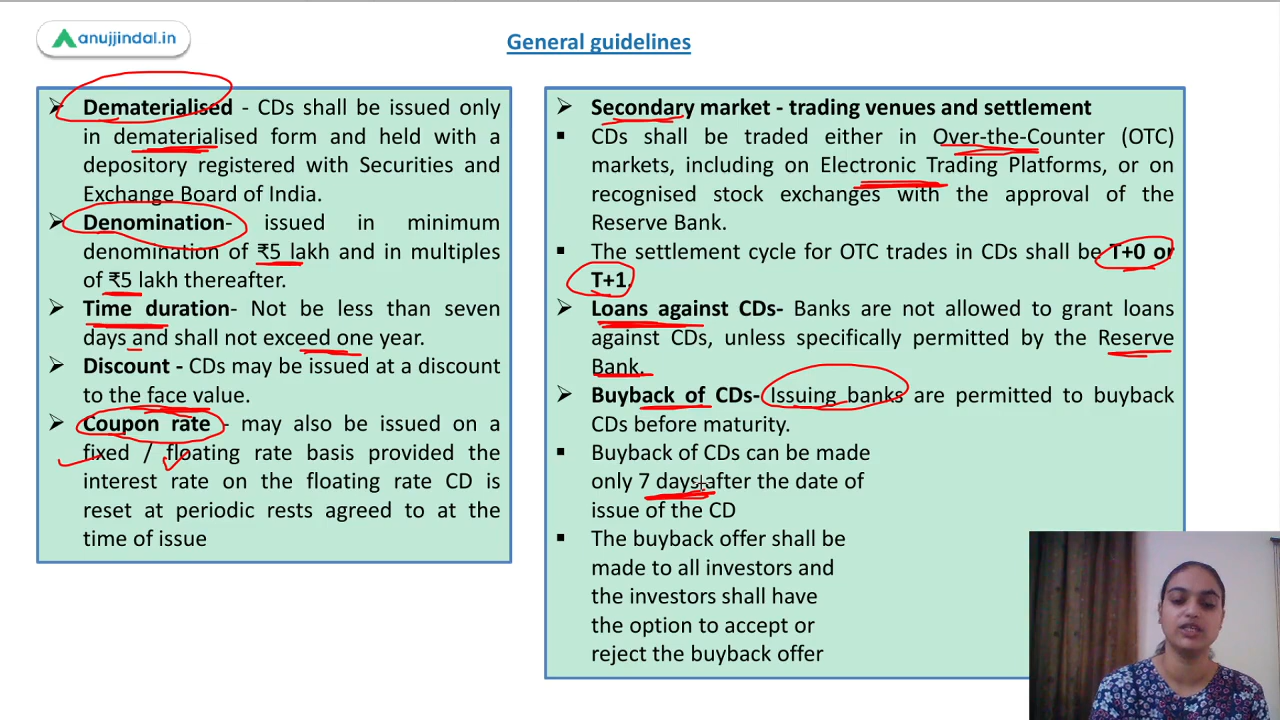 anujjindal.in
General guidelines
➢ Dematerialised - CDs shall be issued only
in dematerialised form and held with a
depository registered with Securities and
Exchange Board of India.
➢ Denomination- issued in minimum
denomination of ₹5 lakh and in multiples
of ₹5 lakh thereafter.
➢ Time duration- Not be less than seven
days and shall not exceed one year.
➢ Discount - CDs may be issued at a discount
to the face value.
➢ Coupon rate - may also be issued on a
fixed / floating rate basis provided the
interest rate on the floating rate CD is
reset at periodic rests agreed to at the
time of issue
➢ Secondary market - trading venues and settlement
▪ CDs shall be traded either in Over-the-Counter (OTC)
markets, including on Electronic Trading Platforms, or on
recognised stock exchanges with the approval of the
Reserve Bank.
▪ The settlement cycle for OTC trades in CDs shall be T+0 or
T+1.
➢ Loans against CDs- Banks are not allowed to grant loans
against CDs, unless specifically permitted by the Reserve
Bank.
➢ Buyback of CDs- Issuing banks are permitted to buyback
CDs before maturity.
▪ Buyback of CDs can be made
only 7 days after the date of
issue of the CD
▪ The buyback offer shall be
made to all investors and
the investors shall have
the option to accept or
reject the buyback offer